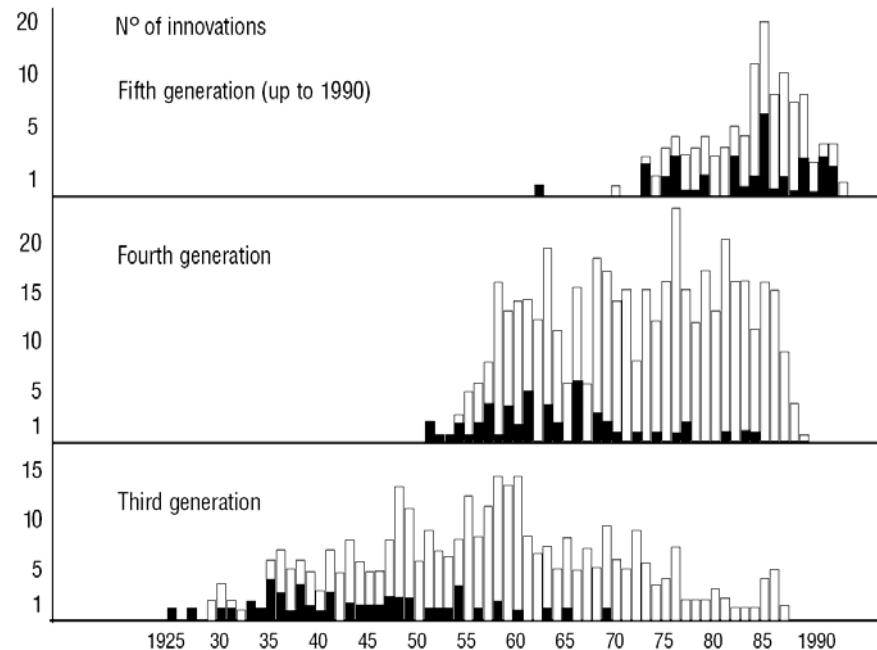 20
Nº of innovations
10
Fifth generation (up to 1990)
5
1
20
Fourth generation
15
10
5
1
15
Third generation
10
5
1
1925 30 35 40 45 50 55 60 65 70 75 80 85 1990